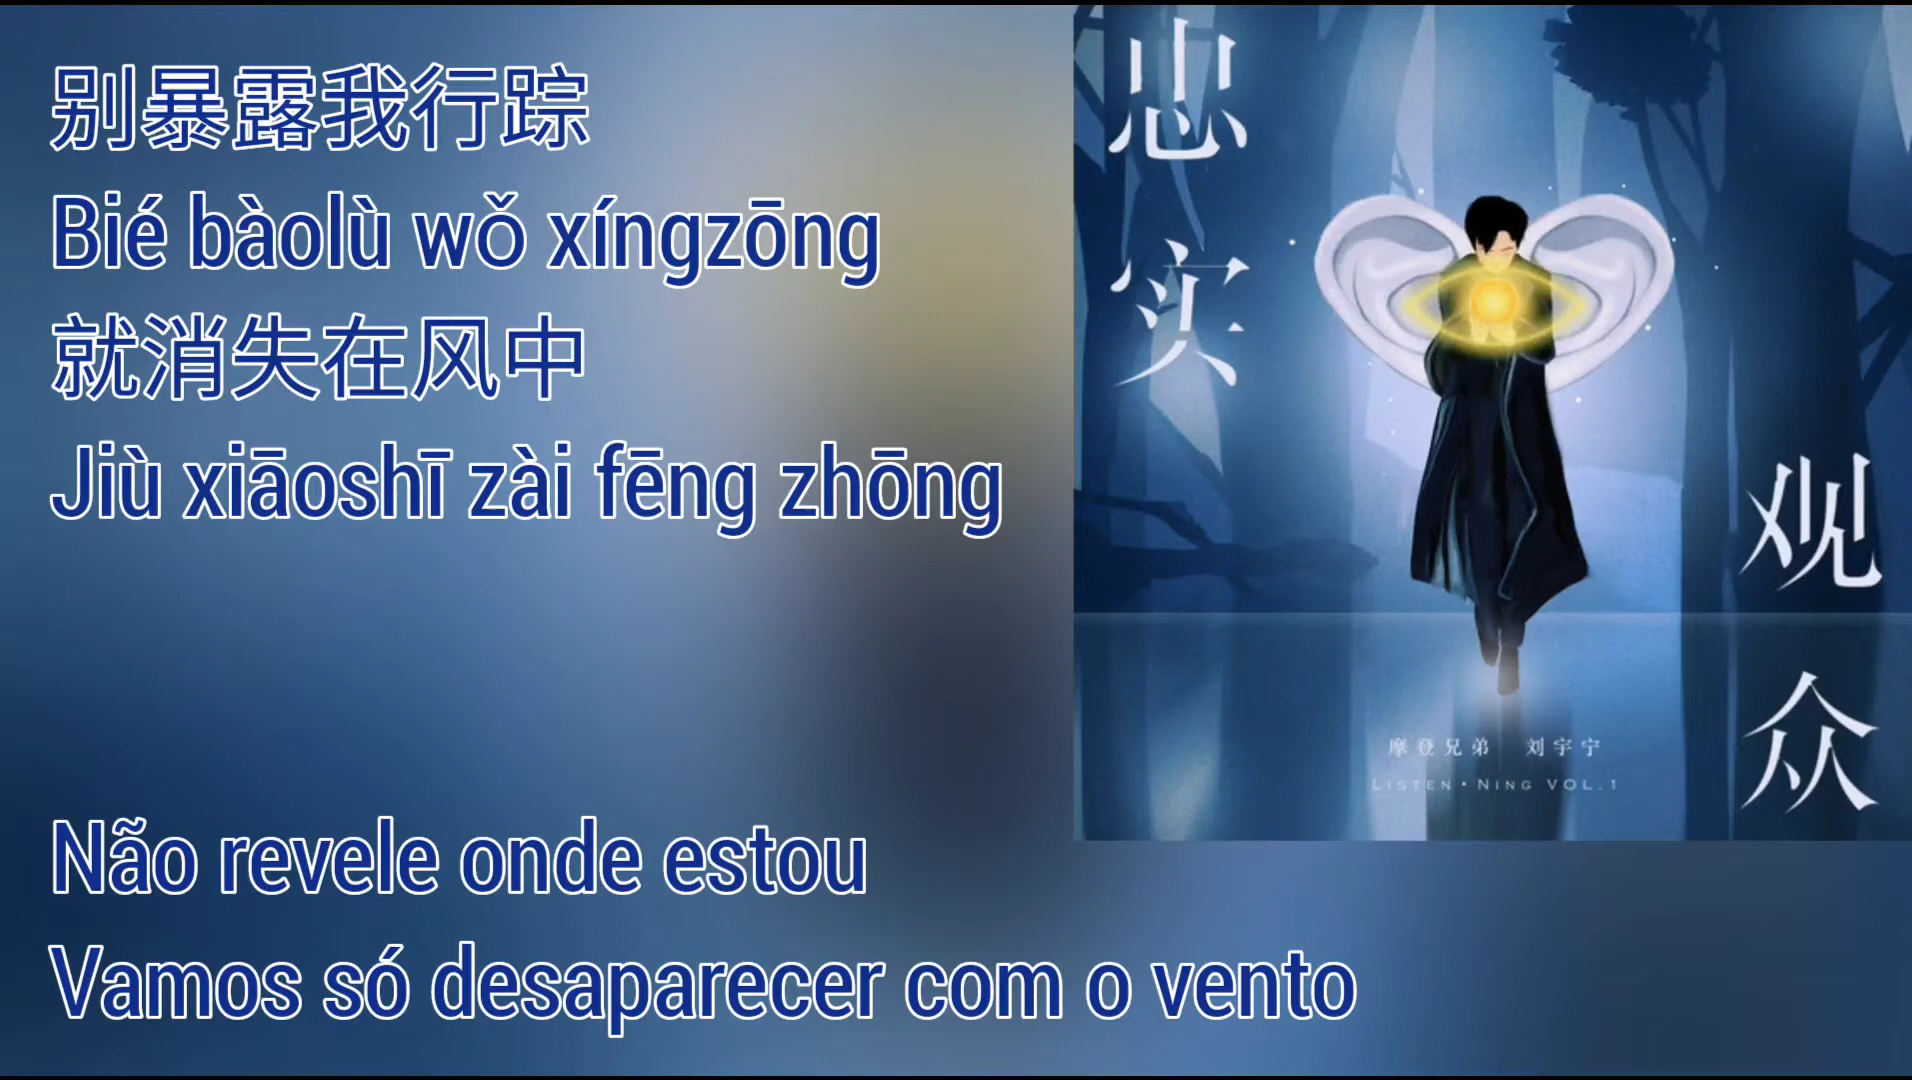 别暴露我行踪
Bié bàolù wǒ xíngzōng
就消失在风中
Jiù xiāoshī zài fēng zhōng
Não revele onde estou
Vamos só desaparecer com o vento
忠实
观众
摩登兄弟 刘宇宁
LISTEN•NING VOL.1